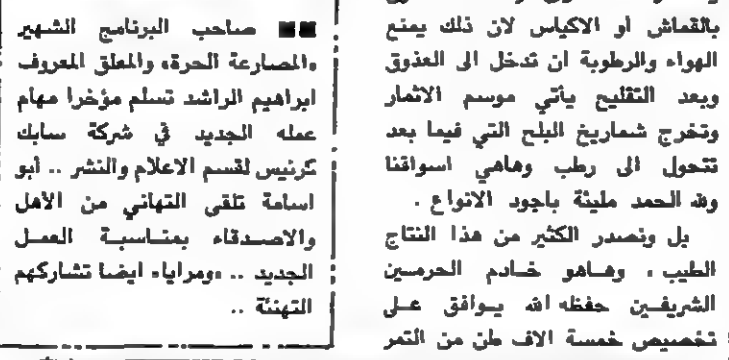 بالقماش أو الاكياس لان ذلك يمنع
الهواء والرطوبة ان تدخل الى العذوق
وبعد التقليح يأتي موسم الاثمار
وتخرج شماريخ البلح التي فيما بعد
تتحول الى رطب وهاهي اسواقنا
وله الحمد مليئة باجود الانواع .
بل ونصدر الكثير من هذا النتاج
الطيب ، وهاهو خادم الحرمين
الشريفين حفظه الله يوافق على
تخصيص خمسة الاف طن من التمر
■■ صاحب البرنامج الشهير
«المصارعة الحرة» والمعلق المعروف
ابراهيم الراشد تسلم مؤخرا مهام
عمله الجديد في شركة سابك
كرئيس لقسم الاعلام والنشر .. أبو
اسامة تلقى التهاني من الأهل
والاصدقاء بمناسبة العمل
الجديد .. «ومرايا» ايضا تشاركهم
التهنئة ..